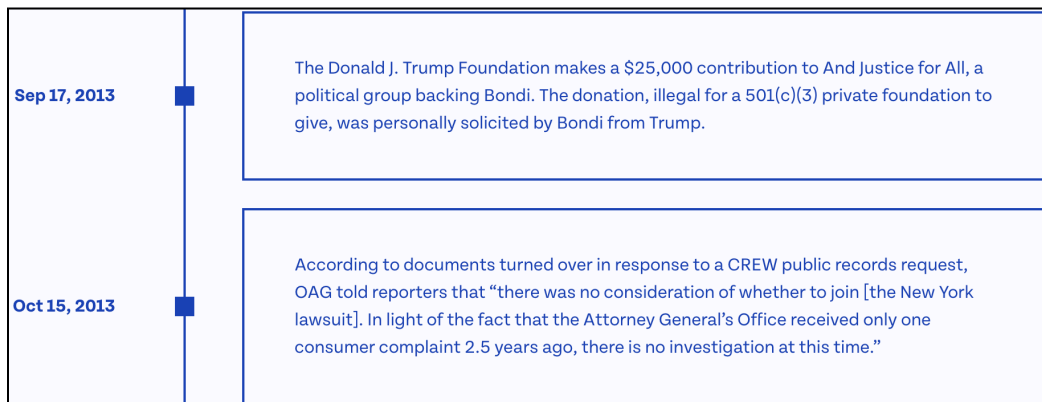 Sep 17, 2013
The Donald J. Trump Foundation makes a $25,000 contribution to And Justice for All, a
political group backing Bondi. The donation, illegal for a 501(c)(3) private foundation to
give, was personally solicited by Bondi from Trump.
Oct 15, 2013
According to documents turned over in response to a CREW public records request,
OAG told reporters that “there was no consideration of whether to join [the New York
lawsuit]. In light of the fact that the Attorney General’s Office received only one
consumer complaint 2.5 years ago, there is no investigation at this time.”